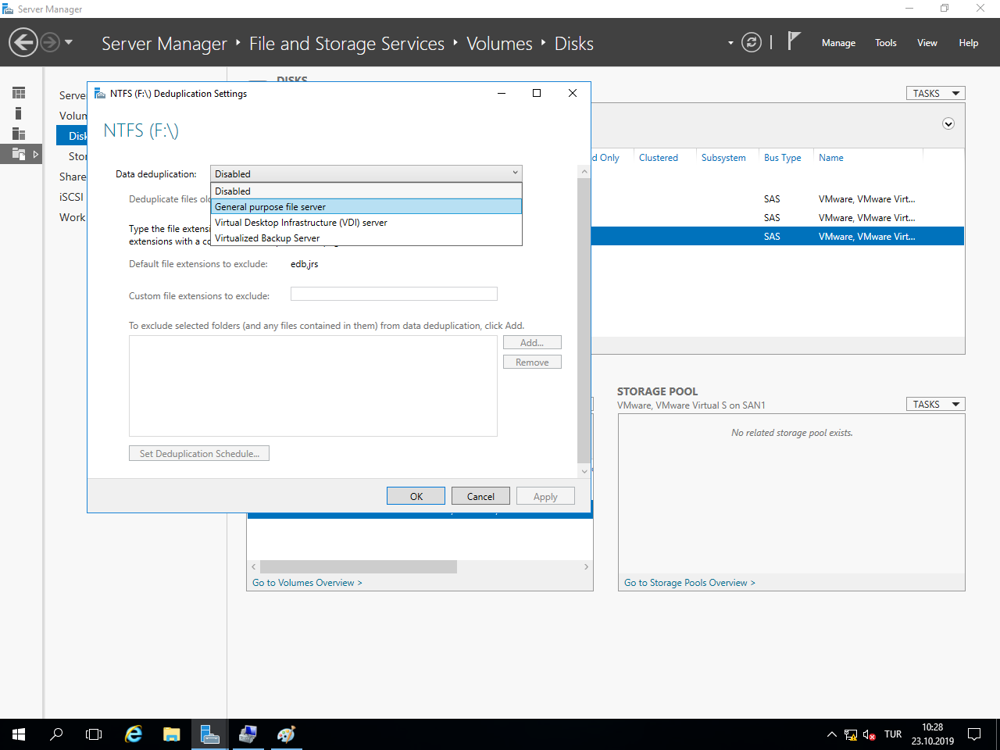 Server Manager
Server Manager ‣ File and Storage Services ‣ Volumes ‣ Disks
Manage Tools View Help
DISKS
TASKS
Server
Volum
Disk
Stor
Share
iSCSI
Work
NTFS (F:\) Deduplication Settings
NTFS (F:\)
Data deduplication: Disabled
Disabled
General purpose file server
Virtual Desktop Infrastructure (VDI) server
Virtualized Backup Server
Deduplicate files ol
Type the file extensi
extensions with a co
Default file extensions to exclude: edb,jrs
Custom file extensions to exclude:
To exclude selected folders (and any files contained in them) from data deduplication, click Add.
Add...
Remove
Set Deduplication Schedule...
OK Cancel Apply
d Only Clustered Subsystem Bus Type Name
SAS VMware, VMware Virt...
SAS VMware, VMware Virt...
SAS VMware, VMware Virt...
STORAGE POOL
VMware, VMware Virtual S on SAN1
TASKS
No related storage pool exists.
Go to Volumes Overview >
Go to Storage Pools Overview >
TUR
10:28
23.10.2019